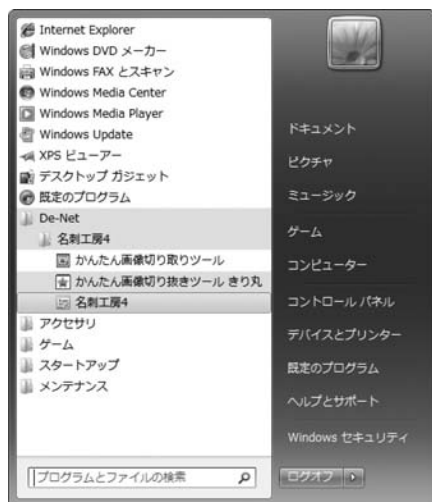 Internet Explorer
Windows DVD メーカー
Windows FAX とスキャン
Windows Media Center
Windows Media Player
Windows Update
XPS ビューアー
デスクトップ ガジェット
既定のプログラム
De-Net
名刺工房4
かんたん画像切り取りツール
かんたん画像切り抜きツール きり丸
名刺工房4
アクセサリ
ゲーム
スタートアップ
メンテナンス
プログラムとファイルの検索
ドキュメント
ピクチャ
ミュージック
ゲーム
コンピューター
コントロール パネル
デバイスとプリンター
既定のプログラム
ヘルプとサポート
Windows セキュリティ
ログオフ